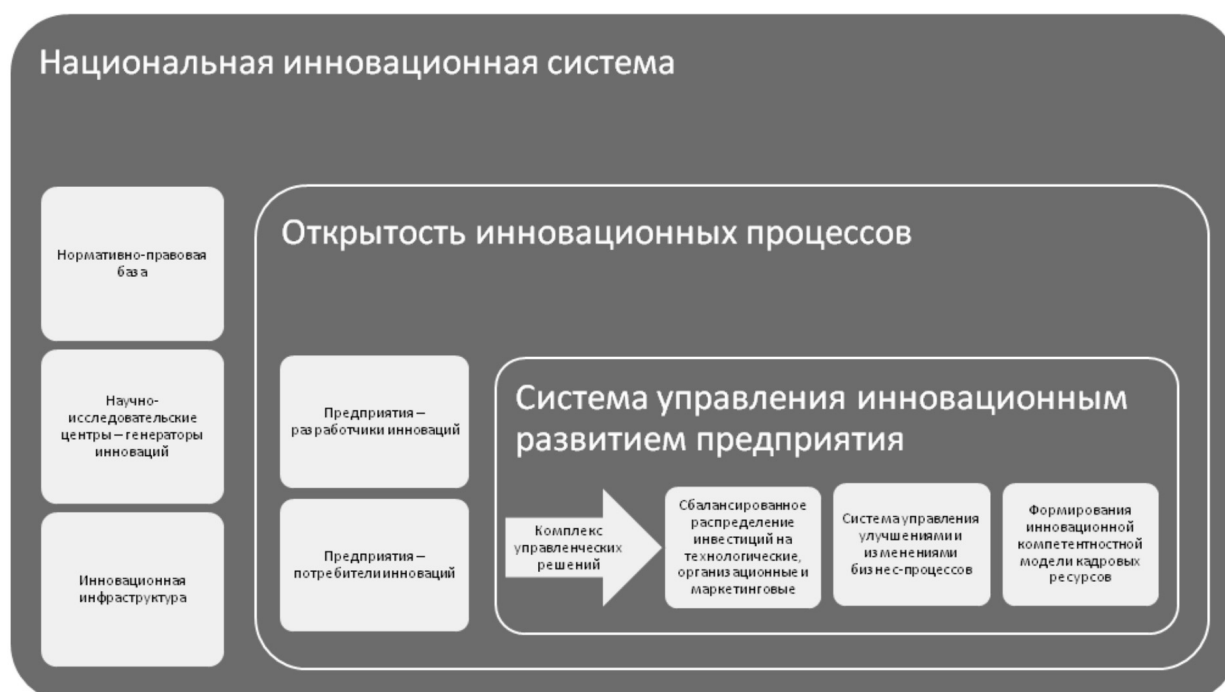 Национальная инновационная система
Нормативно-правовая
база
Научно-
исследовательские
центры – генераторы
инноваций
Инновационная
инфраструктура
Открытость инновационных процессов
Предприятия –
разработчики инноваций
Предприятия –
потребители инноваций
Система управления инновационным
развитием предприятия
Комплекс
управленческих
решений
Сбалансированное
распределение
инвестиций на
технологические,
организационные и
маркетинговые
Система управления
улучшениями и
изменениями
бизнес-процессов
Формирования
инновационной
компетентностной
модели кадровых
ресурсов